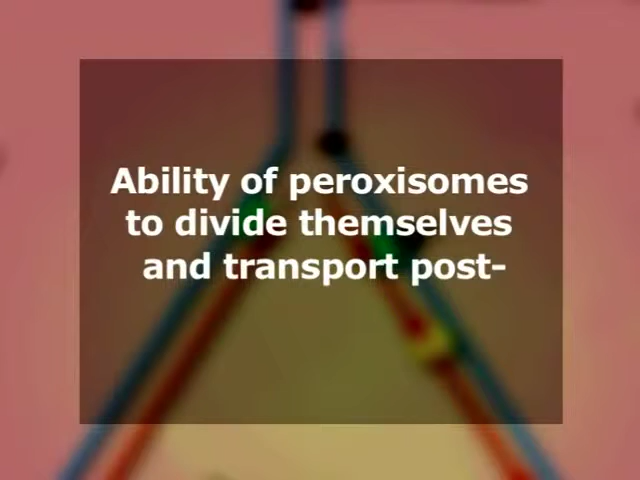 Ability of peroxisomes
to divide themselves
and transport post-